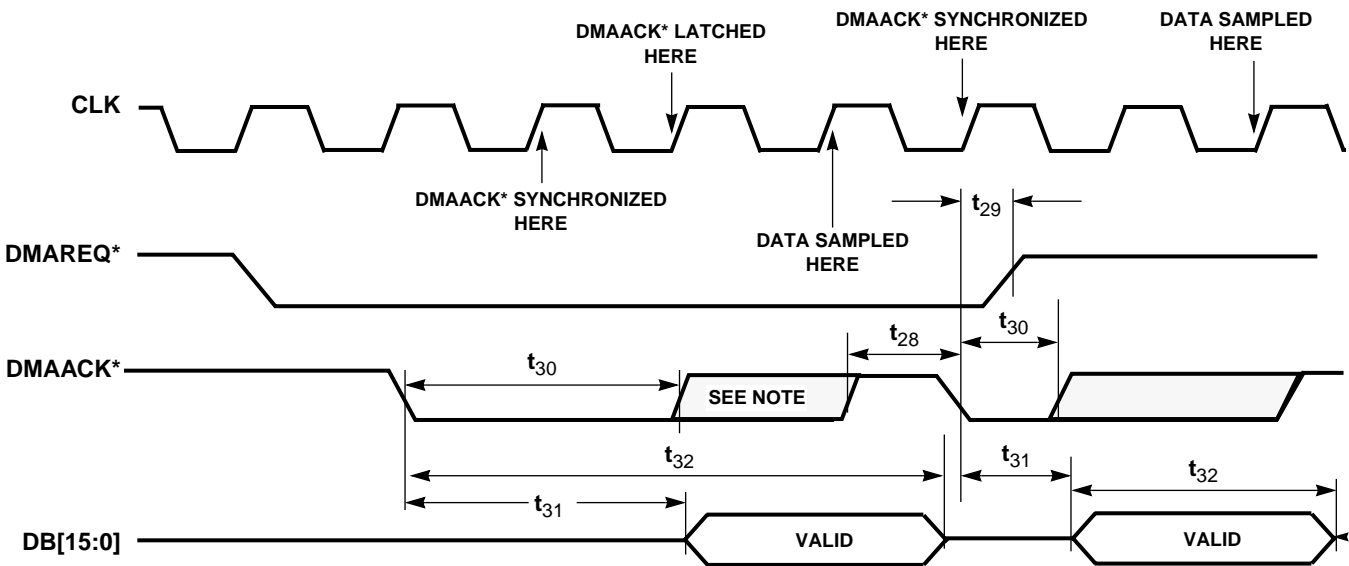 DMAACK* LATCHED
HERE
DMAACK* SYNCHRONIZED
HERE
DATA SAMPLED
HERE
CLK
DMAACK* SYNCHRONIZED
HERE
DATA SAMPLED
HERE
t29
DMAREQ*
t28
t30
DMAACK*
t30
SEE NOTE
t32
t31
t32
t31
DB[15:0]
VALID
VALID